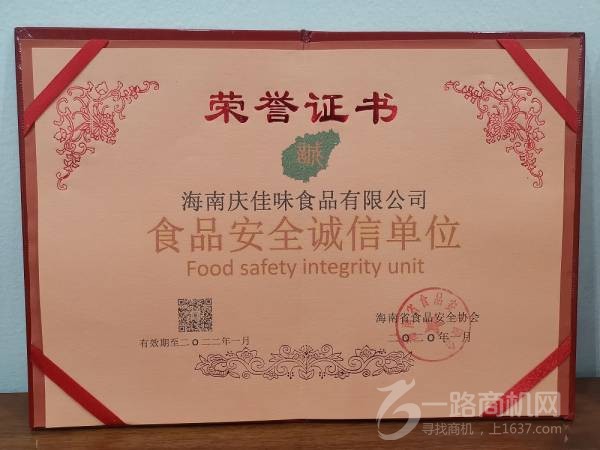 荣誉证书
誠
海南庆佳味食品有限公司
食品安全诚信单位
Food safety integrity unit
海南省食品安全协会
有效期至二〇二二年一月
二〇二〇年一月
一路商机网
寻找商机，上1637.com